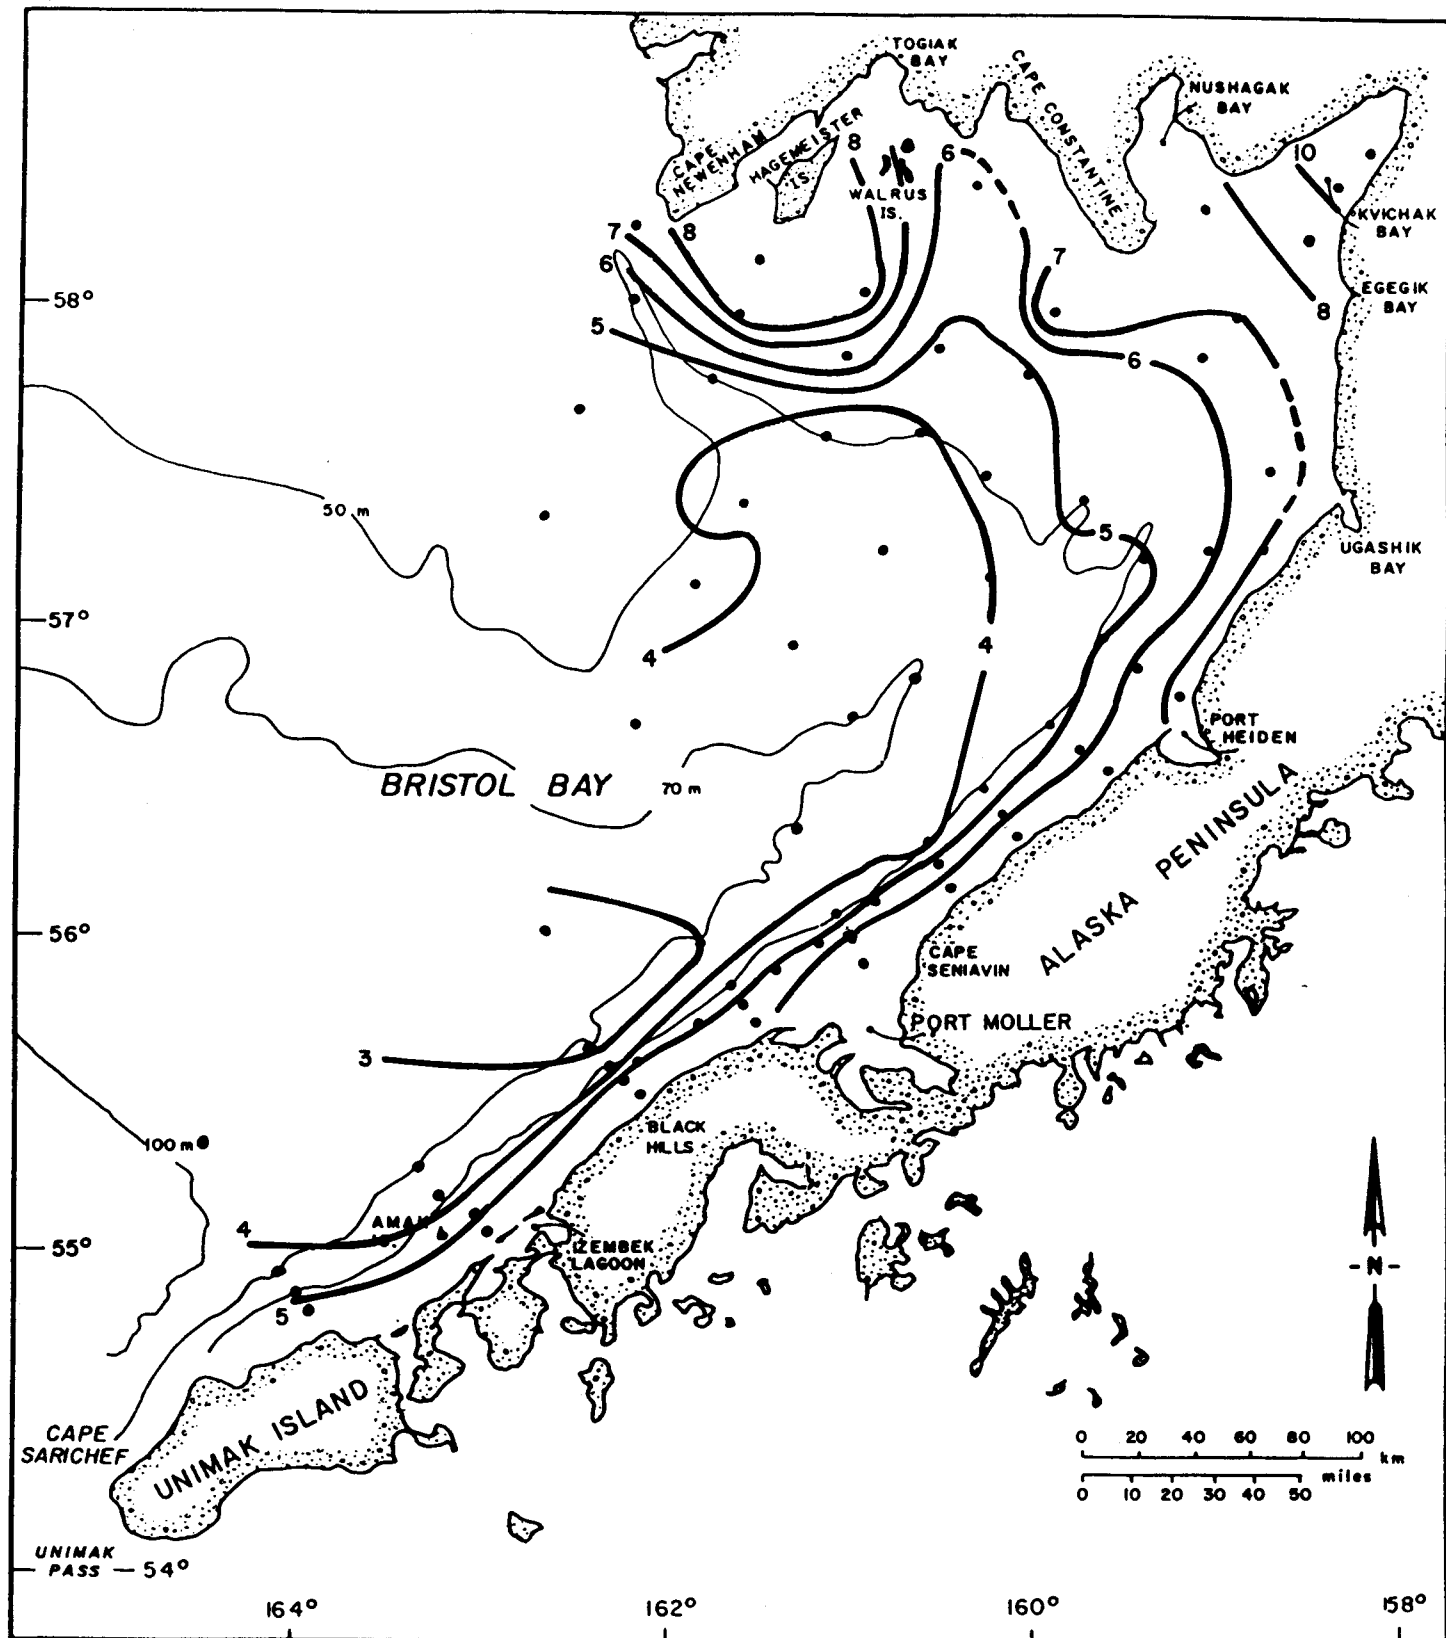 TOGIAK
BAY
CAPE CONSTANTINE
NUSHAGAK
BAY
CAPE
NEWENHAM
HAGEMEISTER
IS.
8
WALRUS
IS.
6
10
KVICHAK
BAY
7
8
6
7
58°
5
EGEGIK
BAY
8
6
50 m
5
UGASHIK
BAY
57°
4
4
PORT
HEIDEN
BRISTOL BAY
70 m
ALASKA PENINSULA
56°
CAPE
SENIAVIN
PORT MOLLER
3
BLACK
HILLS
100 m
4
AMAK
55°
IZEMBEK
LAGOON
-N-
5
UNIMAK ISLAND
CAPE
SARICHEF
0 20 40 60 80 100
km
miles
0 10 20 30 40 50
UNIMAK
PASS
54°
164° 162° 160° 158°